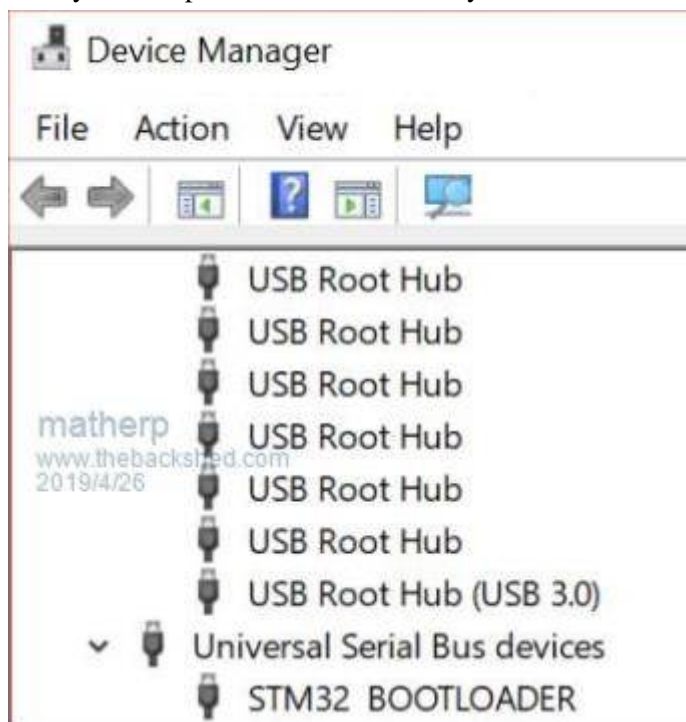 Device Manager
File Action View Help
USB Root Hub
USB Root Hub
USB Root Hub
matherp
USB Root Hub
www.thebackshed.com
2019/4/26
USB Root Hub
USB Root Hub
USB Root Hub (USB 3.0)
Universal Serial Bus devices
STM32 BOOTLOADER